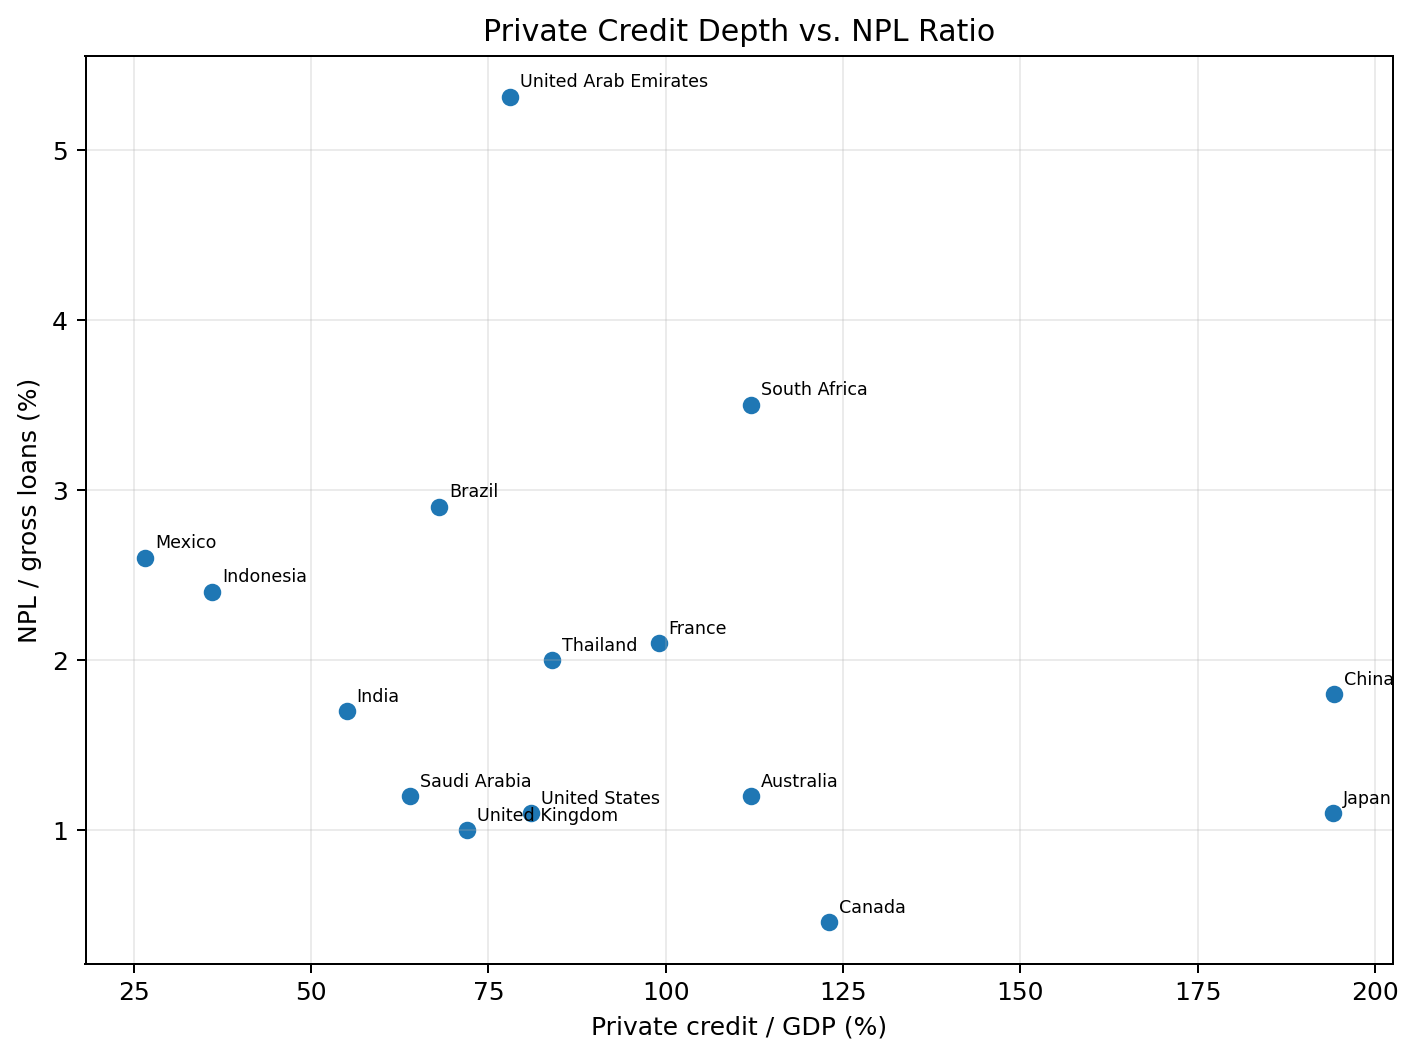 Private Credit Depth vs. NPL Ratio
United Arab Emirates
5
4
South Africa
3
Brazil
Mexico
Indonesia
France
Thailand
2
China
India
Saudi Arabia
Australia
United States
Japan
United Kingdom
1
Canada
NPL / gross loans (%)
25 50 75 100 125 150 175 200
Private credit / GDP (%)